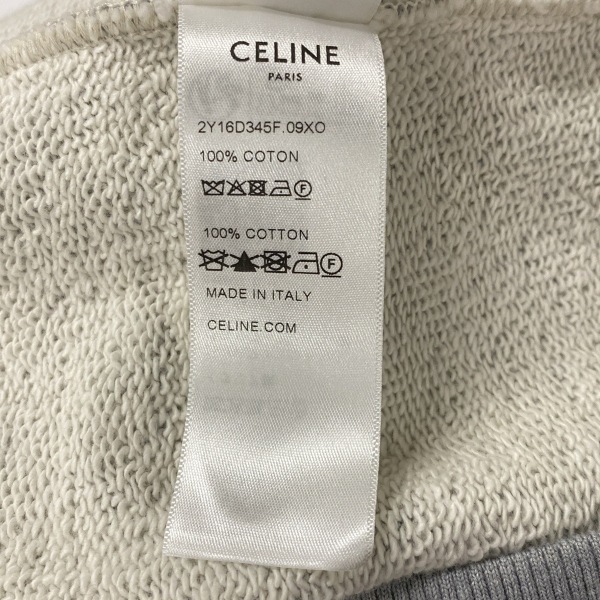 CELINE
PARIS
2Y16D345F.09XO
100% COTON
F
100% COTTON
F
MADE IN ITALY
CELINE.COM